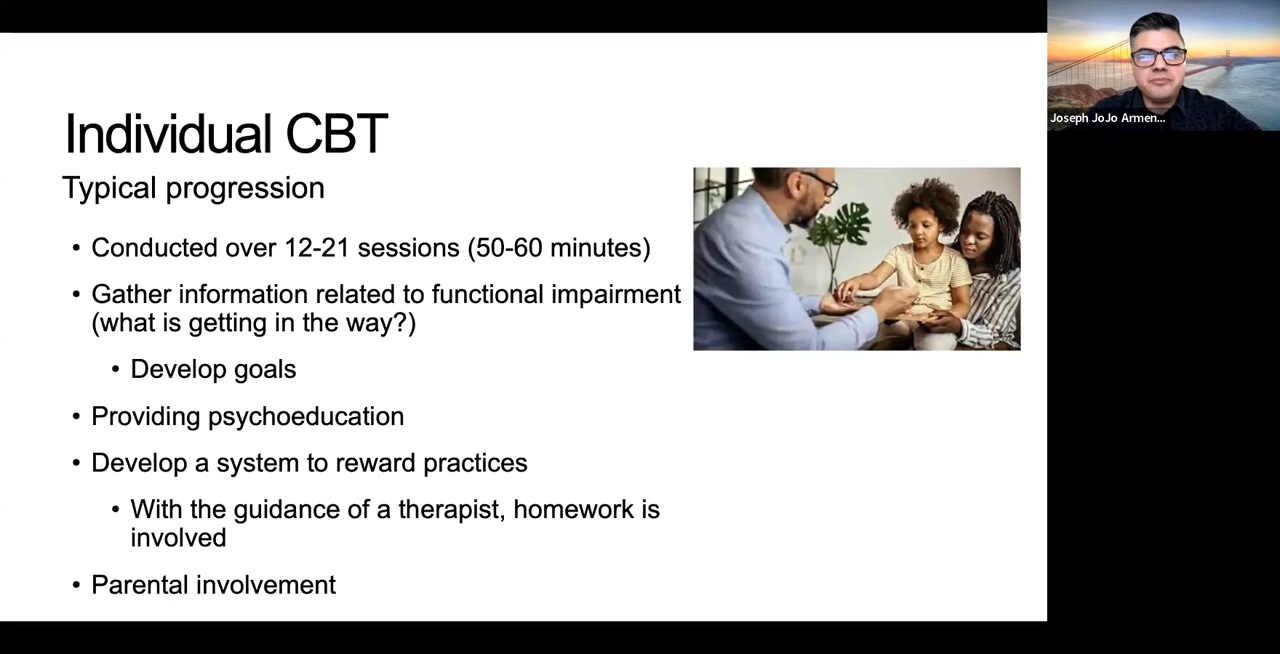 Individual CBT
Typical progression
• Conducted over 12-21 sessions (50-60 minutes)
• Gather information related to functional impairment
(what is getting in the way?)
• Develop goals
• Providing psychoeducation
• Develop a system to reward practices
• With the guidance of a therapist, homework is
involved
• Parental involvement
Joseph JoJo Armen...